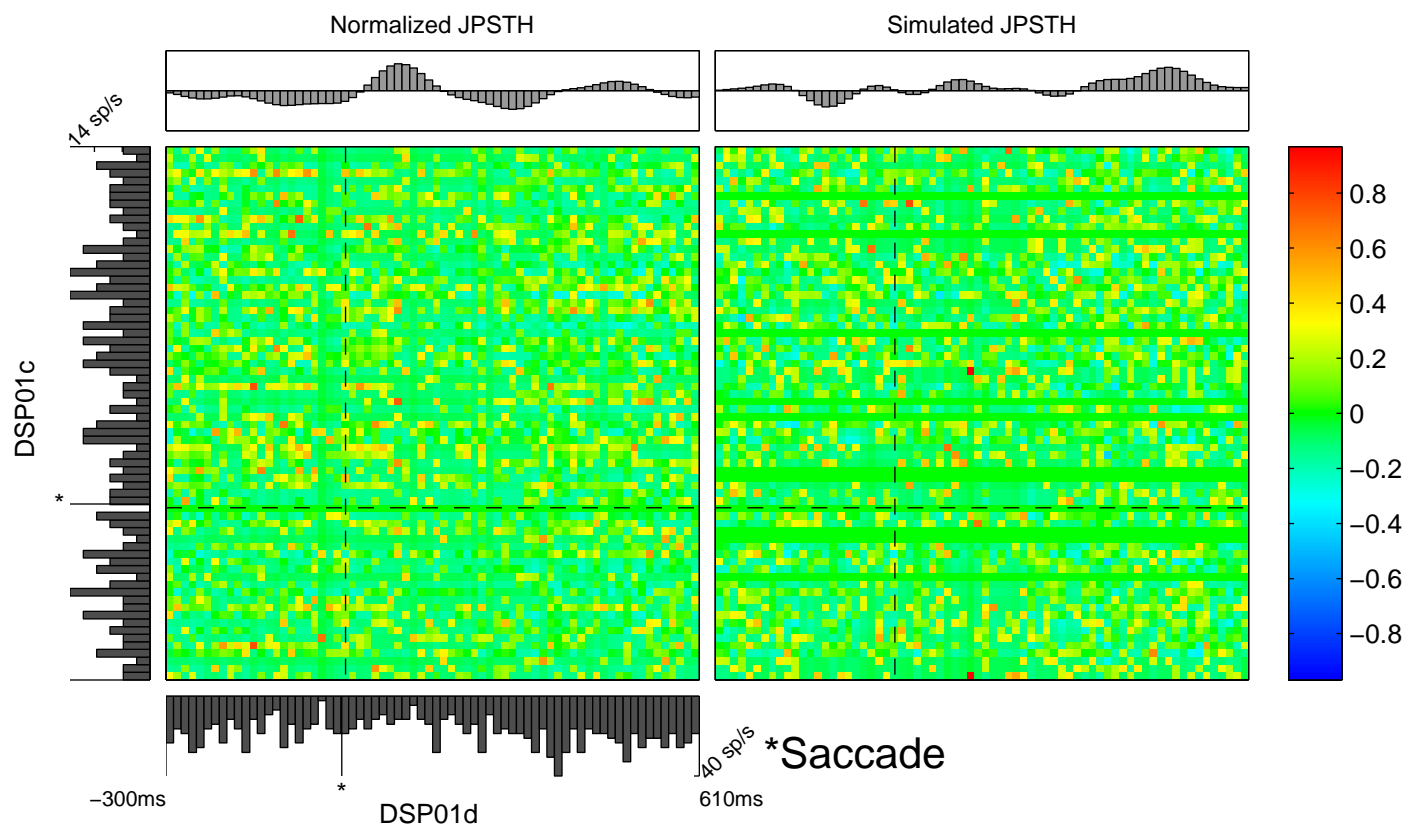 Normalized JPSTH
Simulated JPSTH
14 sp/s
DSP01c
*
0.8
0.6
0.4
0.2
0
−0.2
−0.4
−0.6
−0.8
40 sp/s
*Saccade
−300ms
*
610ms
DSP01d